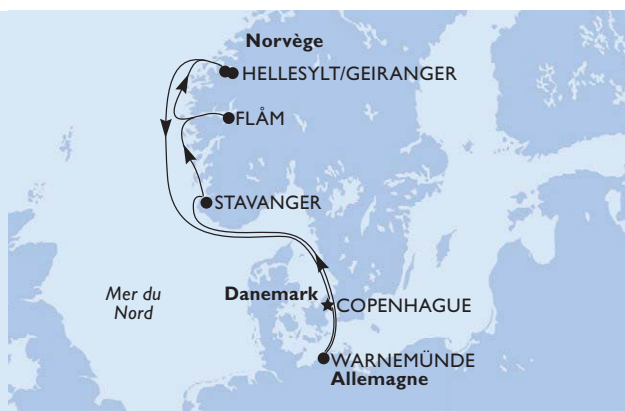 Norvège
HELLESYLT/GEIRANGER
FLÅM
STAVANGER
Mer du
Nord
Danemark
COPENHAGUE
WARNEMÜNDE
Allemagne